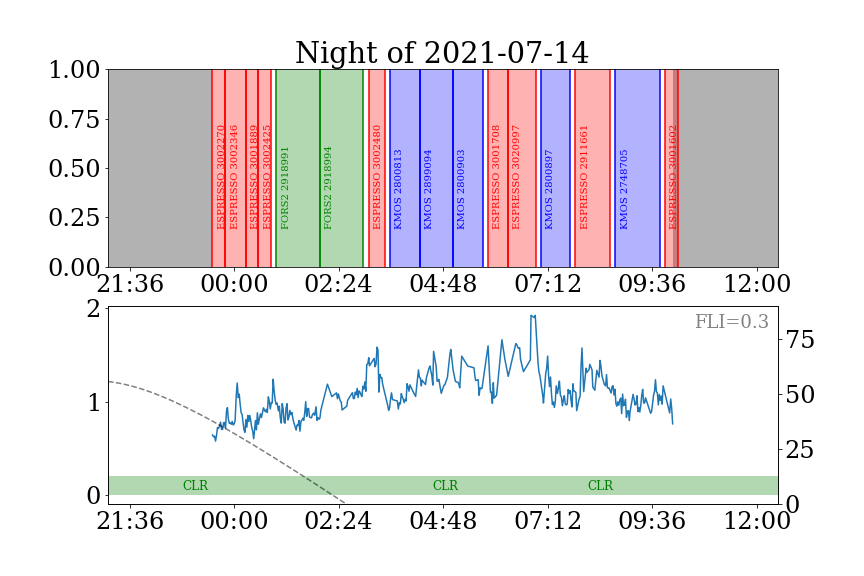 Night of 2021-07-14
1.00
0.75
0.50
0.25
0.00
ESPRESSO 3002270
ESPRESSO 3002346
ESPRESSO 3001889
ESPRESSO 3002425
FORS2 2918991
FORS2 2918994
ESPRESSO 3002480
KMOS 2800813
KMOS 2899094
KMOS 2800903
ESPRESSO 3001708
ESPRESSO 3020997
KMOS 2800897
ESPRESSO 2911661
KMOS 2748705
ESPRESSO 3001602
21:36 00:00 02:24 04:48 07:12 09:36 12:00
FLI=0.3
2
1
0
75
50
25
0
CLR CLR CLR
21:36 00:00 02:24 04:48 07:12 09:36 12:00